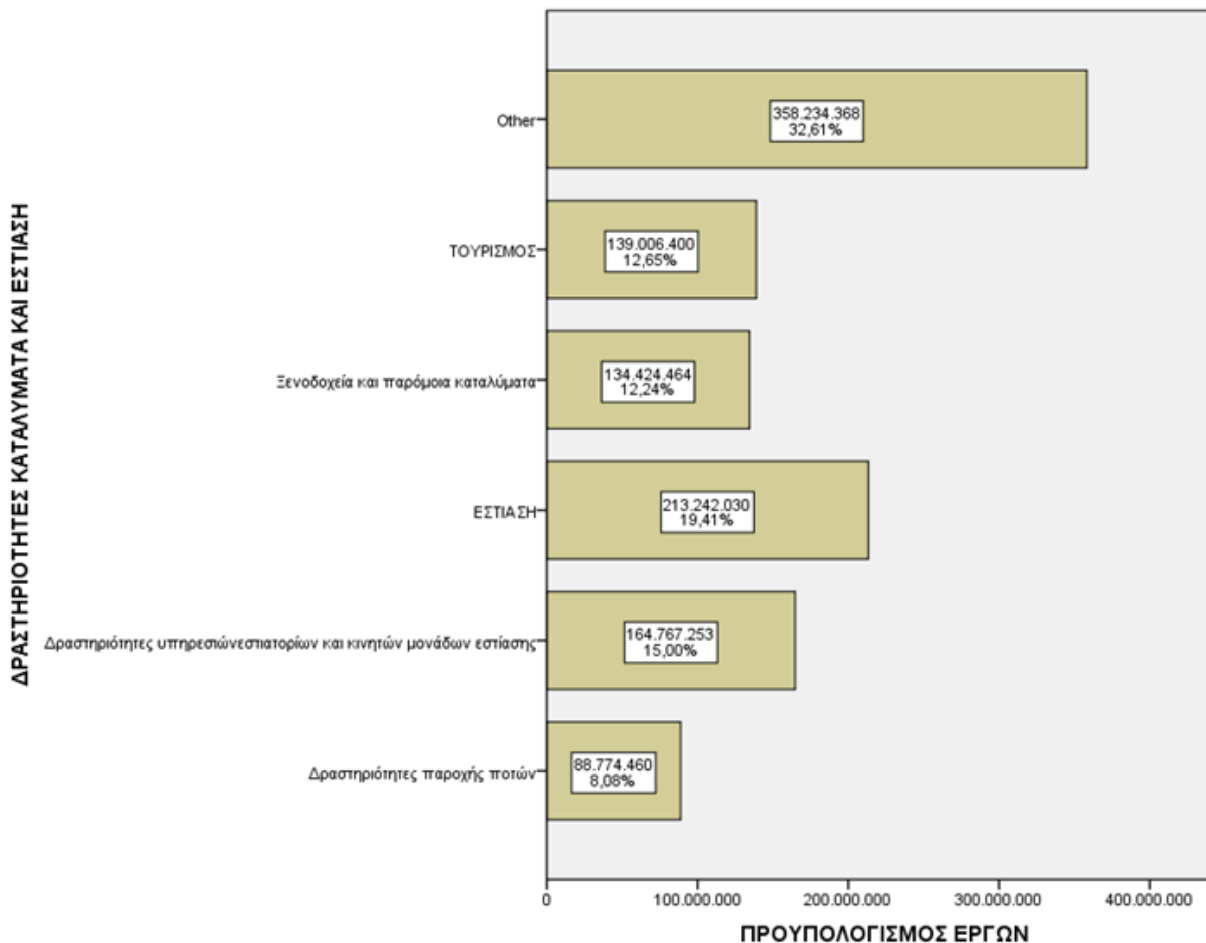 ΔΡΑΣΤΗΡΙΟΤΗΤΕΣ ΚΑΤΑΛΥΜΑΤΑ ΚΑΙ ΕΣΤΙΑΣΗ
Other
358.234.368
32,61%
ΤΟΥΡΙΣΜΟΣ
139.006.400
12,65%
Ξενοδοχεία και παρόμοια καταλύματα
134.424.464
12,24%
ΕΣΤΙΑΣΗ
213.242.030
19,41%
Δραστηριότητες υπηρεσιώνεστιατορίων και κινητών μονάδων εστίασης
164.767.253
15,00%
Δραστηριότητες παροχής ποτών
88.774.460
8,08%
0 100.000.000 200.000.000 300.000.000 400.000.000
ΠΡΟΥΠΟΛΟΓΙΣΜΟΣ ΕΡΓΩΝ